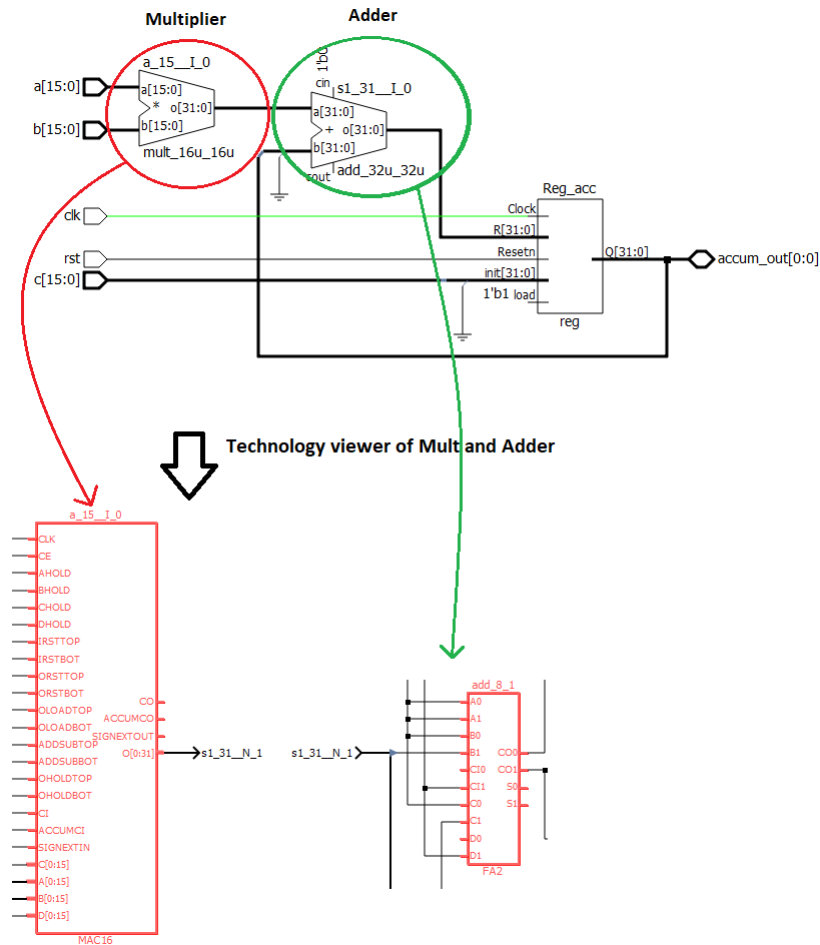 Multiplier
Adder
a_15__I_0
a[15:0]
a[15:0]
*
o[31:0]
b[15:0]
b[15:0]
mult_16u_16u
1'b0
cin
s1_31__I_0
a[31:0]
+
o[31:0]
b[31:0]
cout
add_32u_32u
Reg_acc
clk
Clock
R[31:0]
rst
Resetn
Q[31:0]
accum_out[0:0]
c[15:0]
init[31:0]
1'b1
load
reg
Technology viewer of Mult and Adder
a_15__I_0
CLK
CE
AHOLD
BHOLD
CHOLD
DHOLD
IRSTTOP
IRSTBOT
ORSTTOP
ORSTBOT
OLOADTOP
OLOADBOT
ADDSUBTOP
ADDSUBBOT
OHOLDTOP
OHOLDBOT
CI
ACCUMCI
SIGNEXTIN
C[0:15]
A[0:15]
B[0:15]
D[0:15]
CO
ACCUMCO
SIGNEXTOUT
O[0:31]
s1_31__N_1
MAC16
s1_31__N_1
add_8_1
A0
A1
B0
B1
CI0
CI1
C0
C1
D0
D1
CO0
CO1
S0
S1
FA2